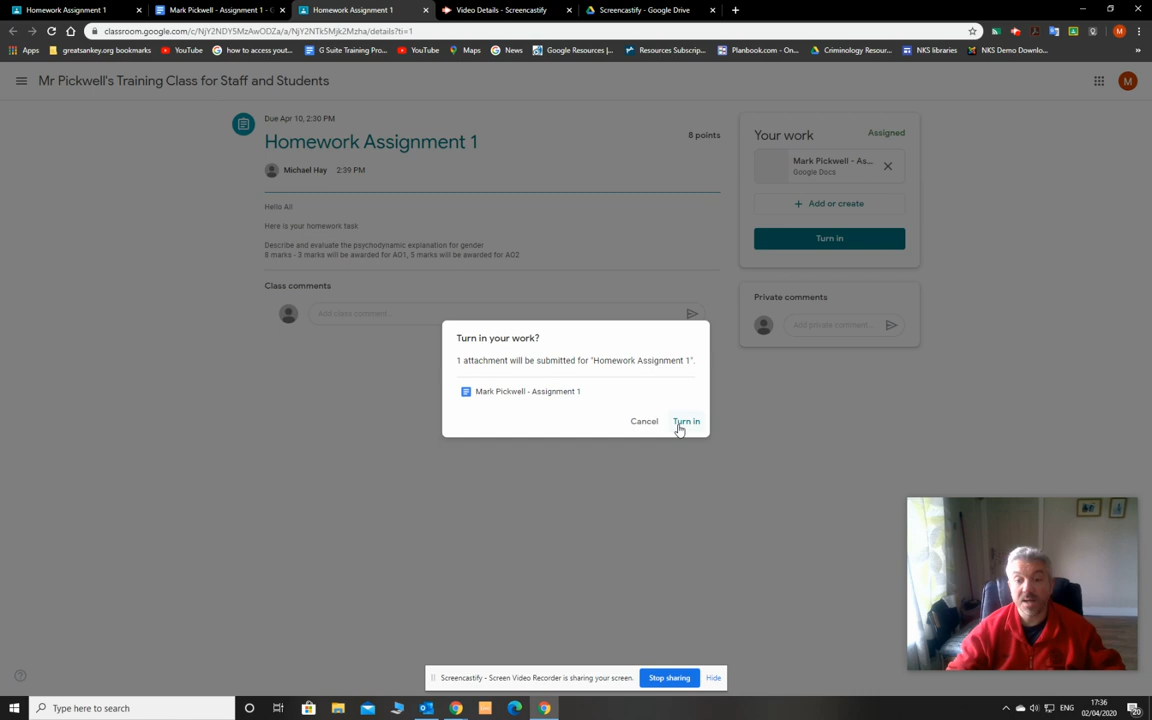 Homework Assignment 1
Mark Pickwell - Assignment 1 - G
Homework Assignment 1
Video Details - Screencastify
Screencastify - Google Drive
classroom.google.com/c/NjY2NDY5MzAwODZa/a/NjY2NTk5Mjk2Mzha/details?ti=1
Apps greatsankey.org bookmarks YouTube how to access yout... G Suite Training Pro... YouTube Maps News Google Resources |... Resources Subscrip... Planbook.com - On... Criminology Resour... NKS libraries NKS Demo Downlo... »
Mr Pickwell's Training Class for Staff and Students
M
Due Apr 10, 2:30 PM
Homework Assignment 1
8 points
Michael Hay 2:39 PM
Hello All
Here is your homework task
Describe and evaluate the psychodynamic explanation for gender
8 marks - 3 marks will be awarded for A01, 5 marks will be awarded for A02
Class comments
Add class comment...
Your work
Assigned
Mark Pickwell - As...
Google Docs
+ Add or create
Turn in
Private comments
Add private comment...
Turn in your work?
1 attachment will be submitted for "Homework Assignment 1".
Mark Pickwell - Assignment 1
Cancel Turn in
Screencastify - Screen Video Recorder is sharing your screen. Stop sharing Hide
Type here to search
ENG
17:36
02/04/2020
20